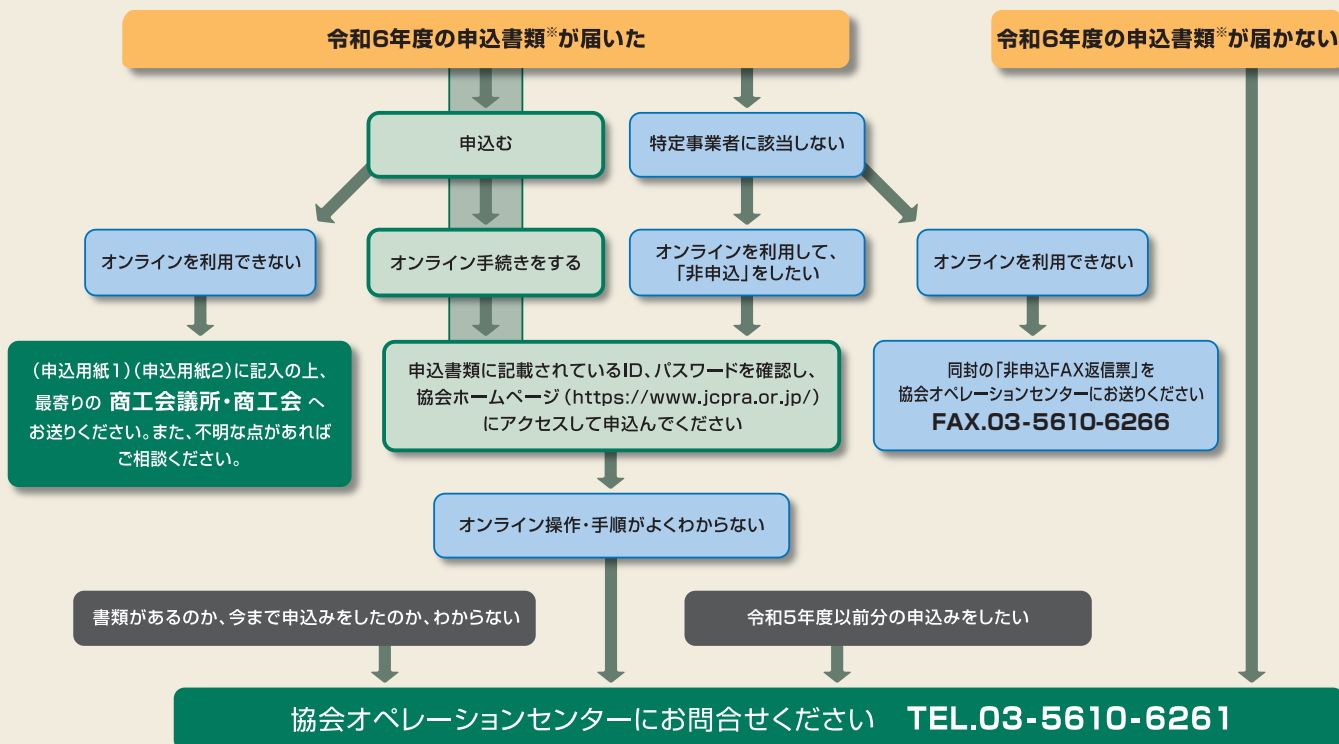 令和6年度の申込書類※が届いた
令和6年度の申込書類※が届かない
申込む
特定事業者に該当しない
オンラインを利用できない
オンライン手続きをする
オンラインを利用して、
「非申込」をしたい
オンラインを利用できない
(申込用紙1)(申込用紙2)に記入の上、
最寄りの 商工会議所・商工会 へ
お送りください。また、不明な点があれば
ご相談ください。
申込書類に記載されているID、パスワードを確認し、
協会ホームページ(https://www.jcpra.or.jp/)
にアクセスして申込んでください
同封の「非申込FAX返信票」を
協会オペレーションセンターにお送りください
FAX.03-5610-6266
オンライン操作・手順がよくわからない
書類があるのか、今まで申込みをしたのか、わからない
令和5年度以前分の申込みをしたい
協会オペレーションセンターにお問合せください TEL.03-5610-6261